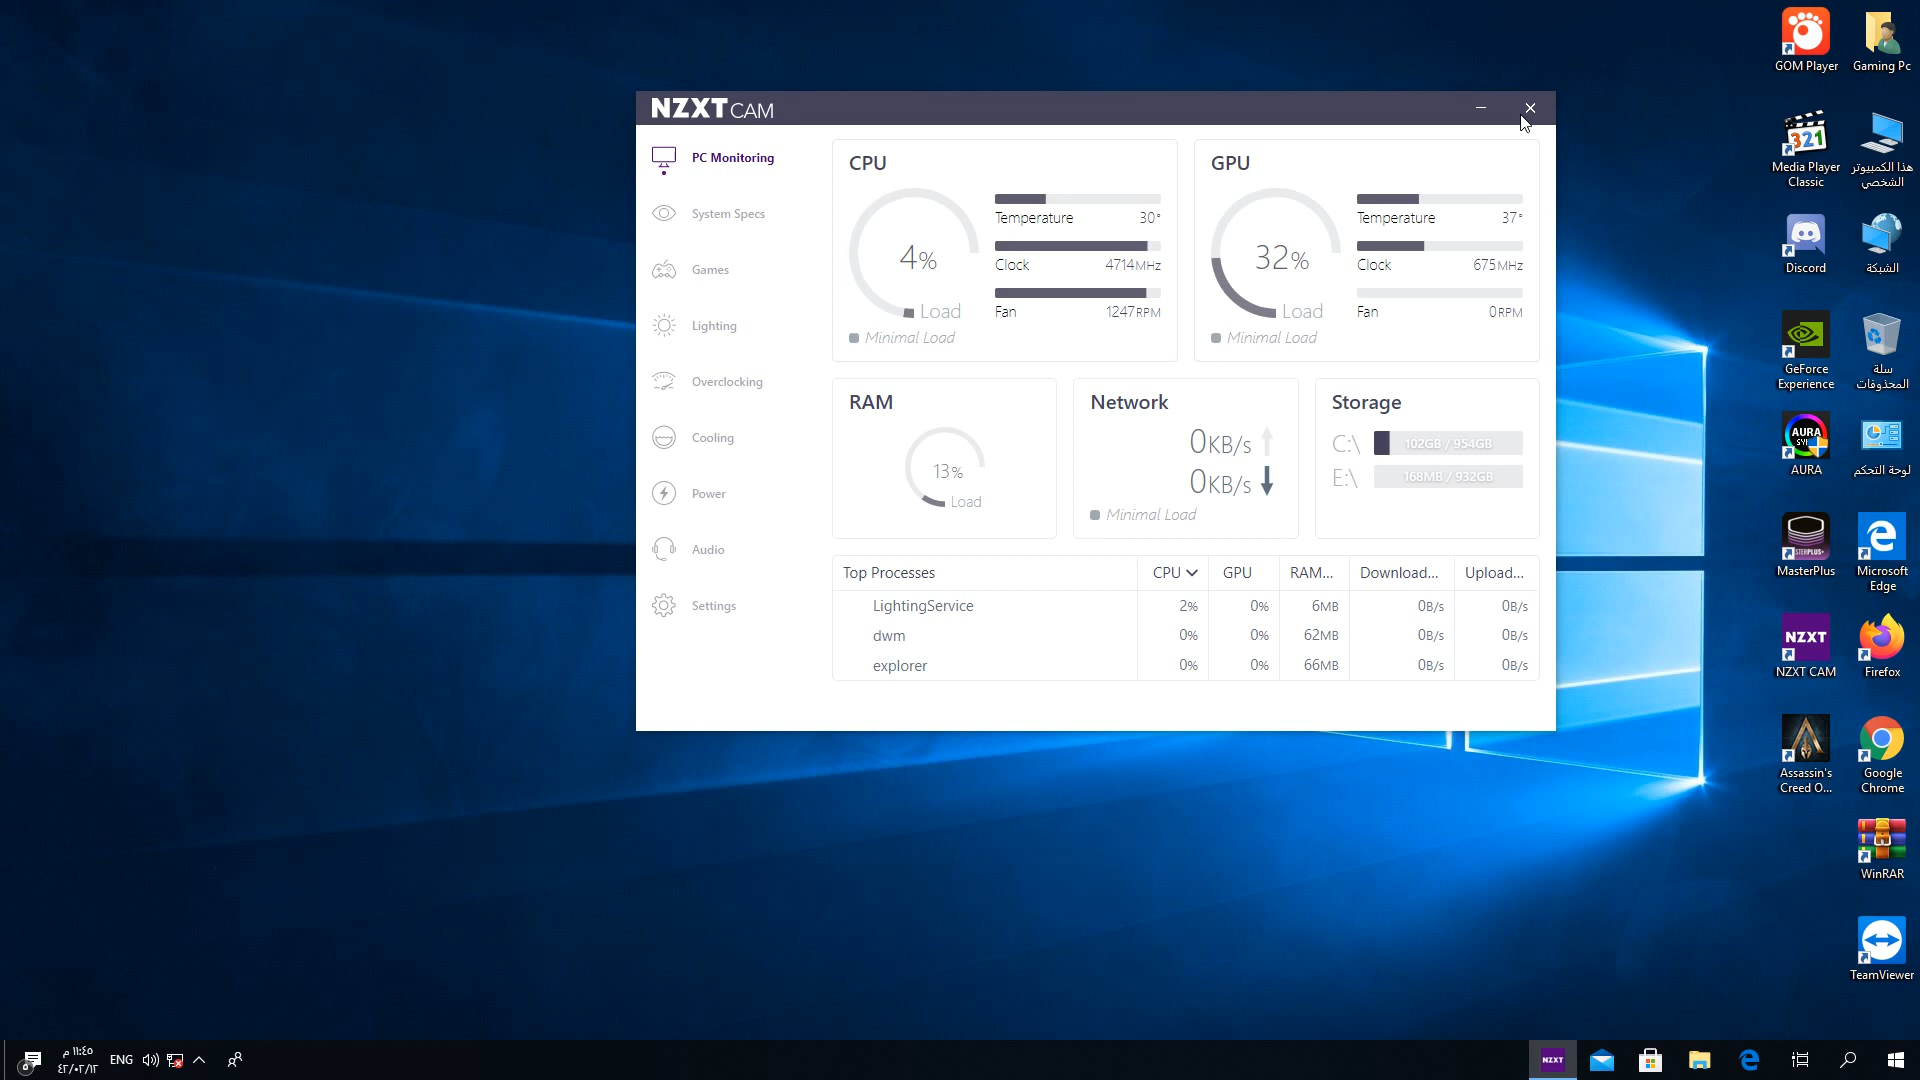 NZXT CAM
PC Monitoring
System Specs
Games
Lighting
Overclocking
Cooling
Power
Audio
Settings
CPU
4%
Load
Minimal Load
Temperature 30°
Clock 4714MHz
Fan 1247RPM
GPU
32%
Load
Minimal Load
Temperature 37°
Clock 675MHz
Fan 0RPM
RAM
13%
Load
Network
0KB/s
0KB/s
Minimal Load
Storage
C:\ 102GB / 954GB
E:\ 168MB / 932GB
Top Processes CPU GPU RAM... Download... Upload...
LightingService 2% 0% 6MB 0B/s 0B/s
dwm 0% 0% 62MB 0B/s 0B/s
explorer 0% 0% 66MB 0B/s 0B/s
GOM Player
Gaming Pc
321
Media Player
Classic
هذا الكمبيوتر
الشخصي
Discord
الشبكة
GeForce
Experience
سلة
المحذوفات
AURA
AURA
لوحة التحكم
MasterPlus
Microsoft
Edge
NZXT
NZXT CAM
Firefox
Assassin's
Creed O...
Google
Chrome
WinRAR
TeamViewer
١١:٤٥ م
ENG
NZXT